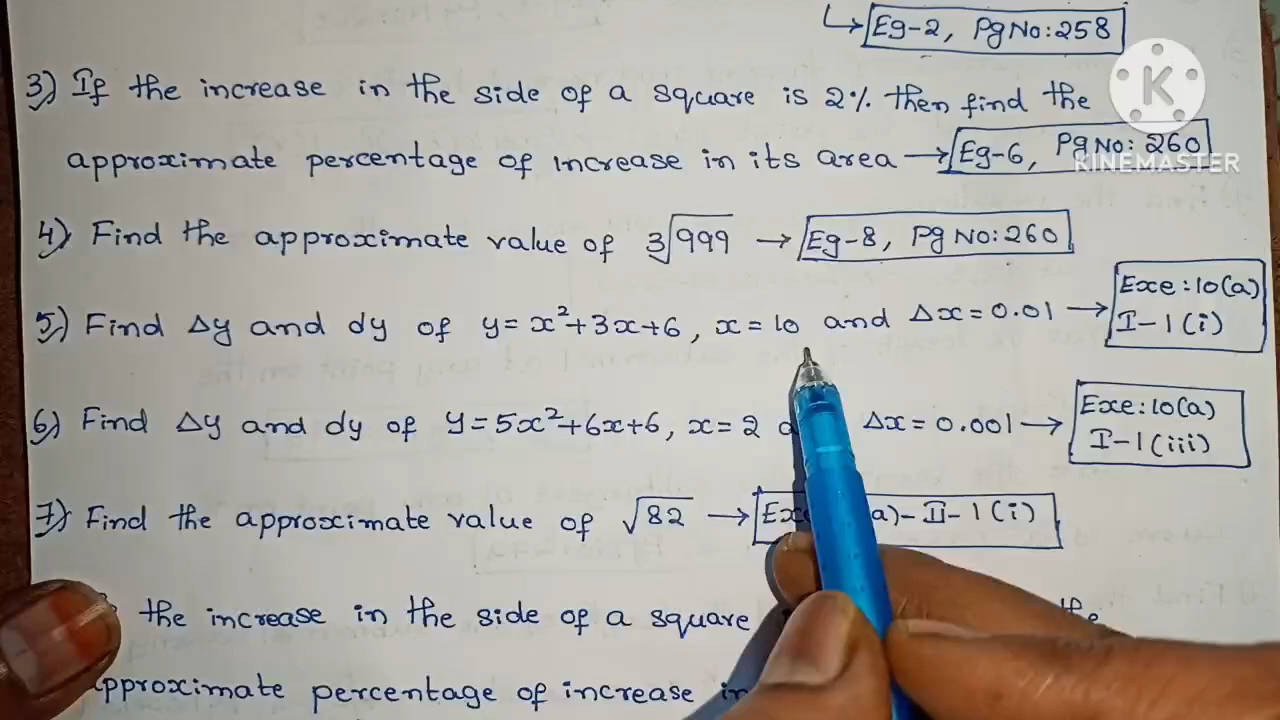 ↳ Eg-2, Pg No:258
3) If the increase in the side of a square is 2% then find the
approximate percentage of increase in its area → Eg-6, Pg No: 260
K
KINEMASTER
4) Find the approximate value of ∛999 → Eg-8, Pg No:260
5) Find Δy and dy of y = x²+3x+6, x = 10 and Δx = 0.01 → Exe:10(a)
I-1(i)
6) Find Δy and dy of y = 5x²+6x+6, x = 2 Δx = 0.001 → Exe:10(a)
I-1(iii)
7) Find the approximate value of √82 → a)-II-1(i)
the increase in the side of a square
approximate percentage of increase in